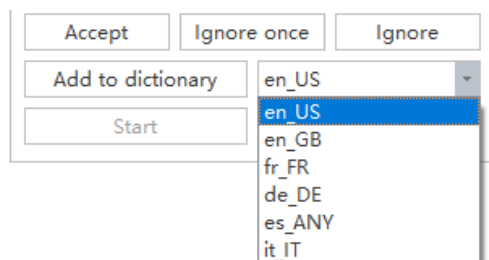 Accept Ignore once Ignore
Add to dictionary en_US
Start
en_US
en_GB
fr_FR
de_DE
es_ANY
it_IT